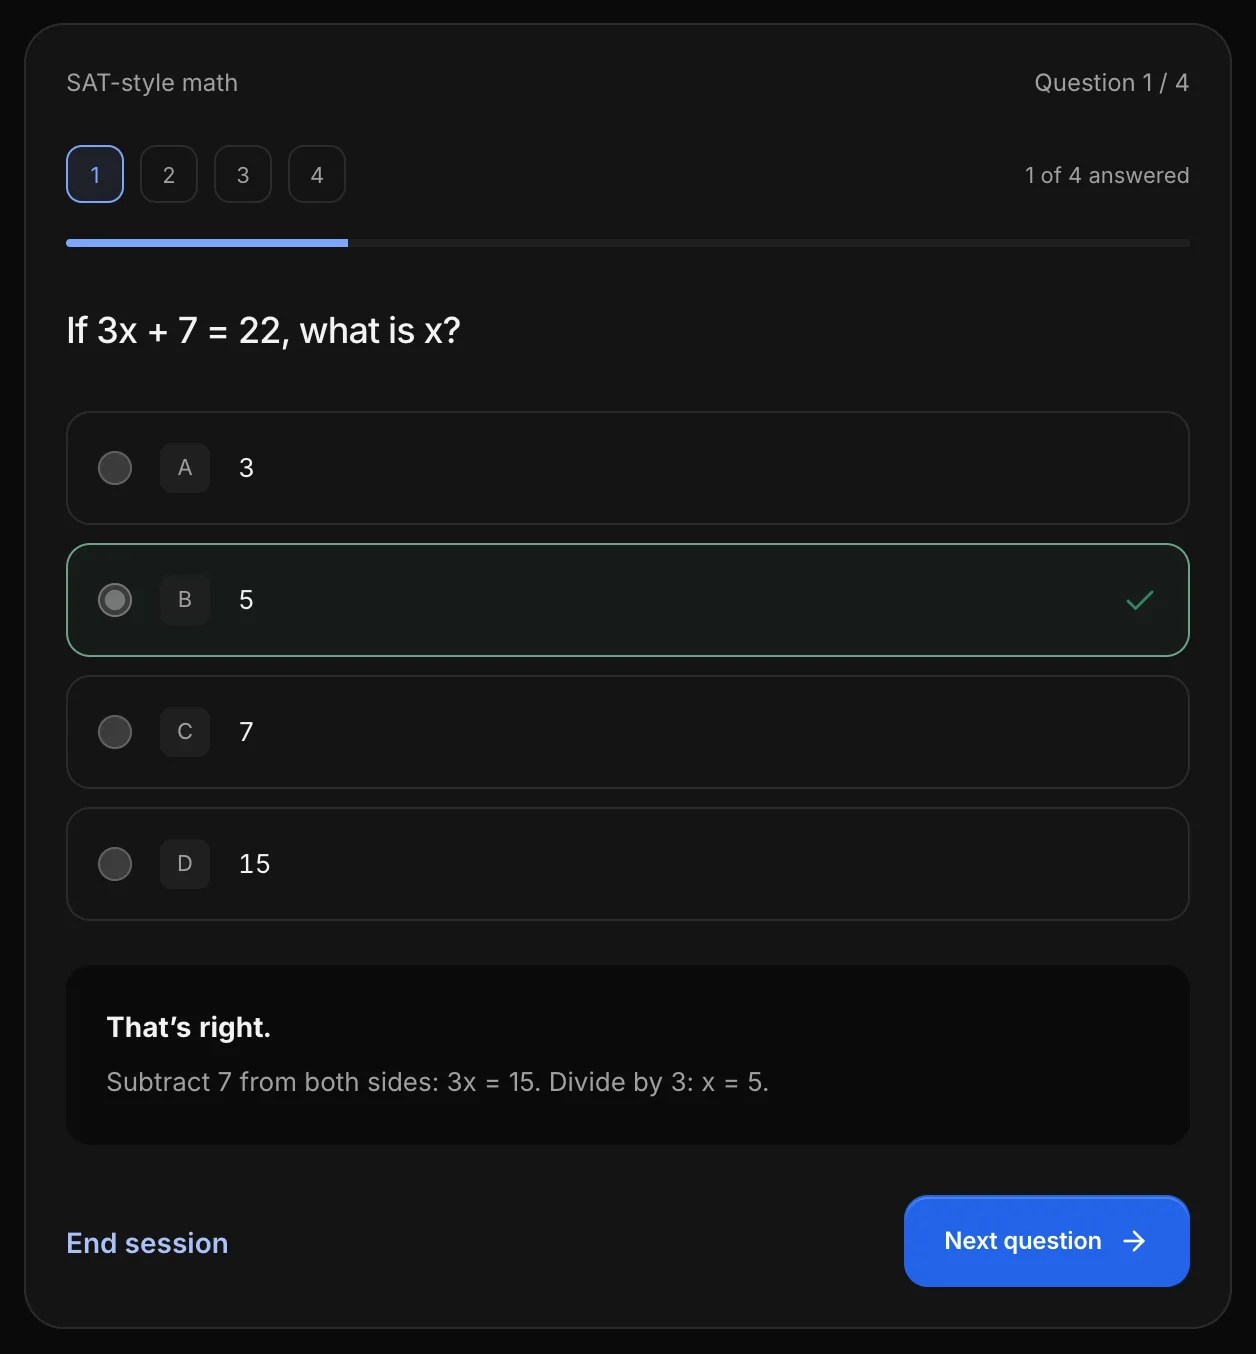 SAT-style math
Question 1 / 4
1
2
3
4
1 of 4 answered
If 3x + 7 = 22, what is x?
A 3
B 5
C 7
D 15
That’s right.
Subtract 7 from both sides: 3x = 15. Divide by 3: x = 5.
End session
Next question →